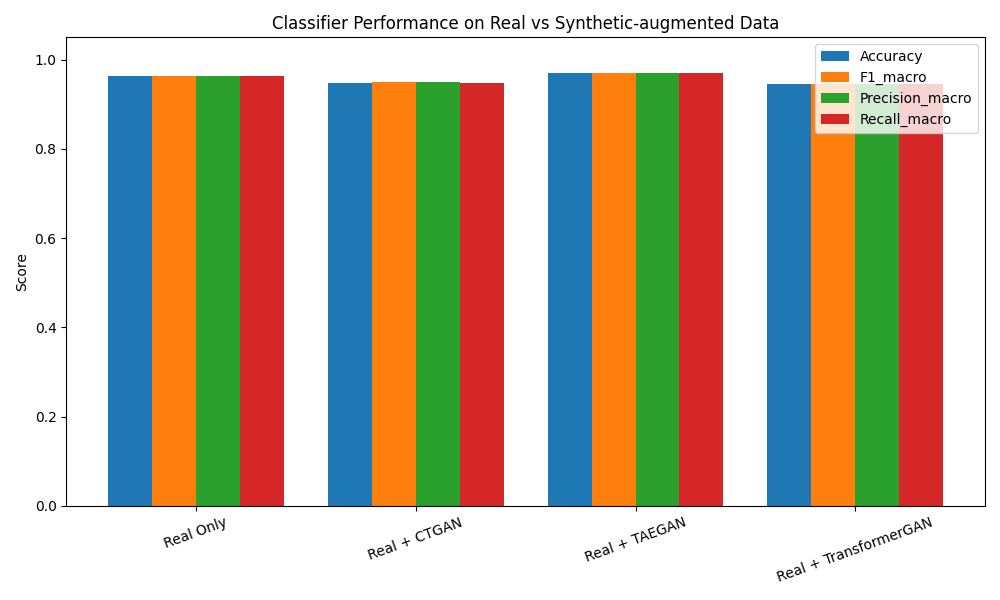 Classifier Performance on Real vs Synthetic-augmented Data
Accuracy
F1_macro
Precision_macro
Recall_macro
Score
1.0
0.8
0.6
0.4
0.2
0.0
Real Only
Real + CTGAN
Real + TAEGAN
Real + TransformerGAN